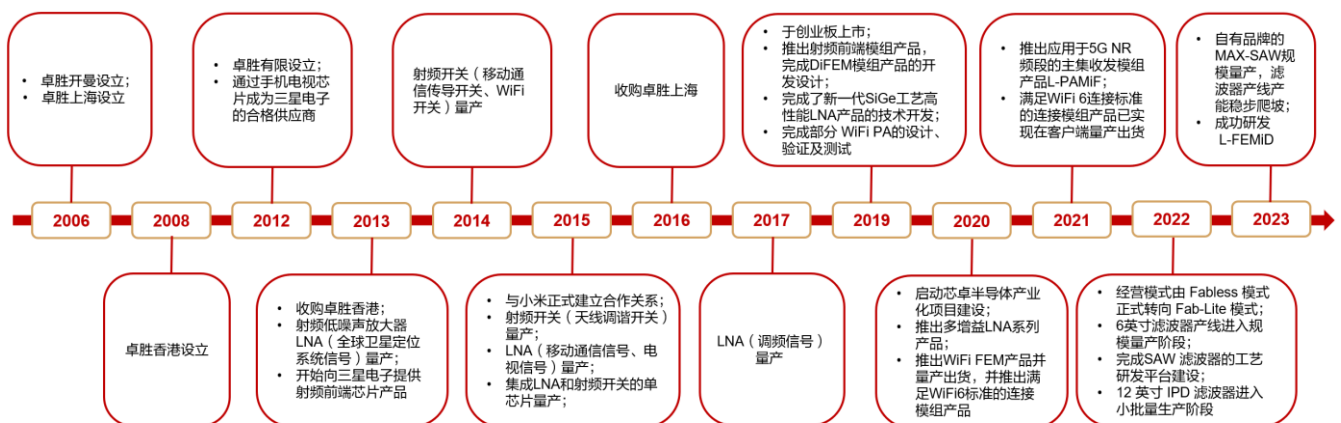 • 卓胜开曼设立；
• 卓胜上海设立
• 卓胜有限设立；
• 通过手机电视芯
片成为三星电子
的合格供应商
射频开关（移动通
信传导开关、WiFi
开关）量产
收购卓胜上海
• 于创业板上市；
• 推出射频前端模组产品，
完成DiFEM模组产品的开
发设计；
• 完成了新一代SiGe工艺高
性能LNA产品的技术开发；
• 完成部分 WiFi PA的设计、
验证及测试
• 推出应用于5G NR
频段的主集收发模组
产品L-PAMiF；
• 满足WiFi 6连接标准
的连接模组产品已实
现在客户端量产出货
• 自有品牌的
MAX-SAW规
模量产，滤
波器产线产
能稳步爬坡；
• 成功研发
L-FEMiD
2006
2008
2012
2013
2014
2015
2016
2017
2019
2020
2021
2022
2023
卓胜香港设立
• 收购卓胜香港；
• 射频低噪声放大器
LNA（全球卫星定位
系统信号）量产；
• 开始向三星电子提供
射频前端芯片产品
• 与小米正式建立合作关系；
• 射频开关（天线调谐开关）
量产；
• LNA（移动通信信号、电
视信号）量产；
• 集成LNA和射频开关的单
芯片量产；
LNA（调频信号）
量产
• 启动芯卓半导体产业
化项目建设；
• 推出多增益LNA系列
产品；
• 推出WiFi FEM产品并
量产出货，并推出满
足WiFi6标准的连接
模组产品
• 经营模式由 Fabless 模式
正式转向 Fab-Lite 模式；
• 6英寸滤波器产线进入规
模量产阶段；
• 完成SAW 滤波器的工艺
研发平台建设；
• 12 英寸 IPD 滤波器进入
小批量生产阶段